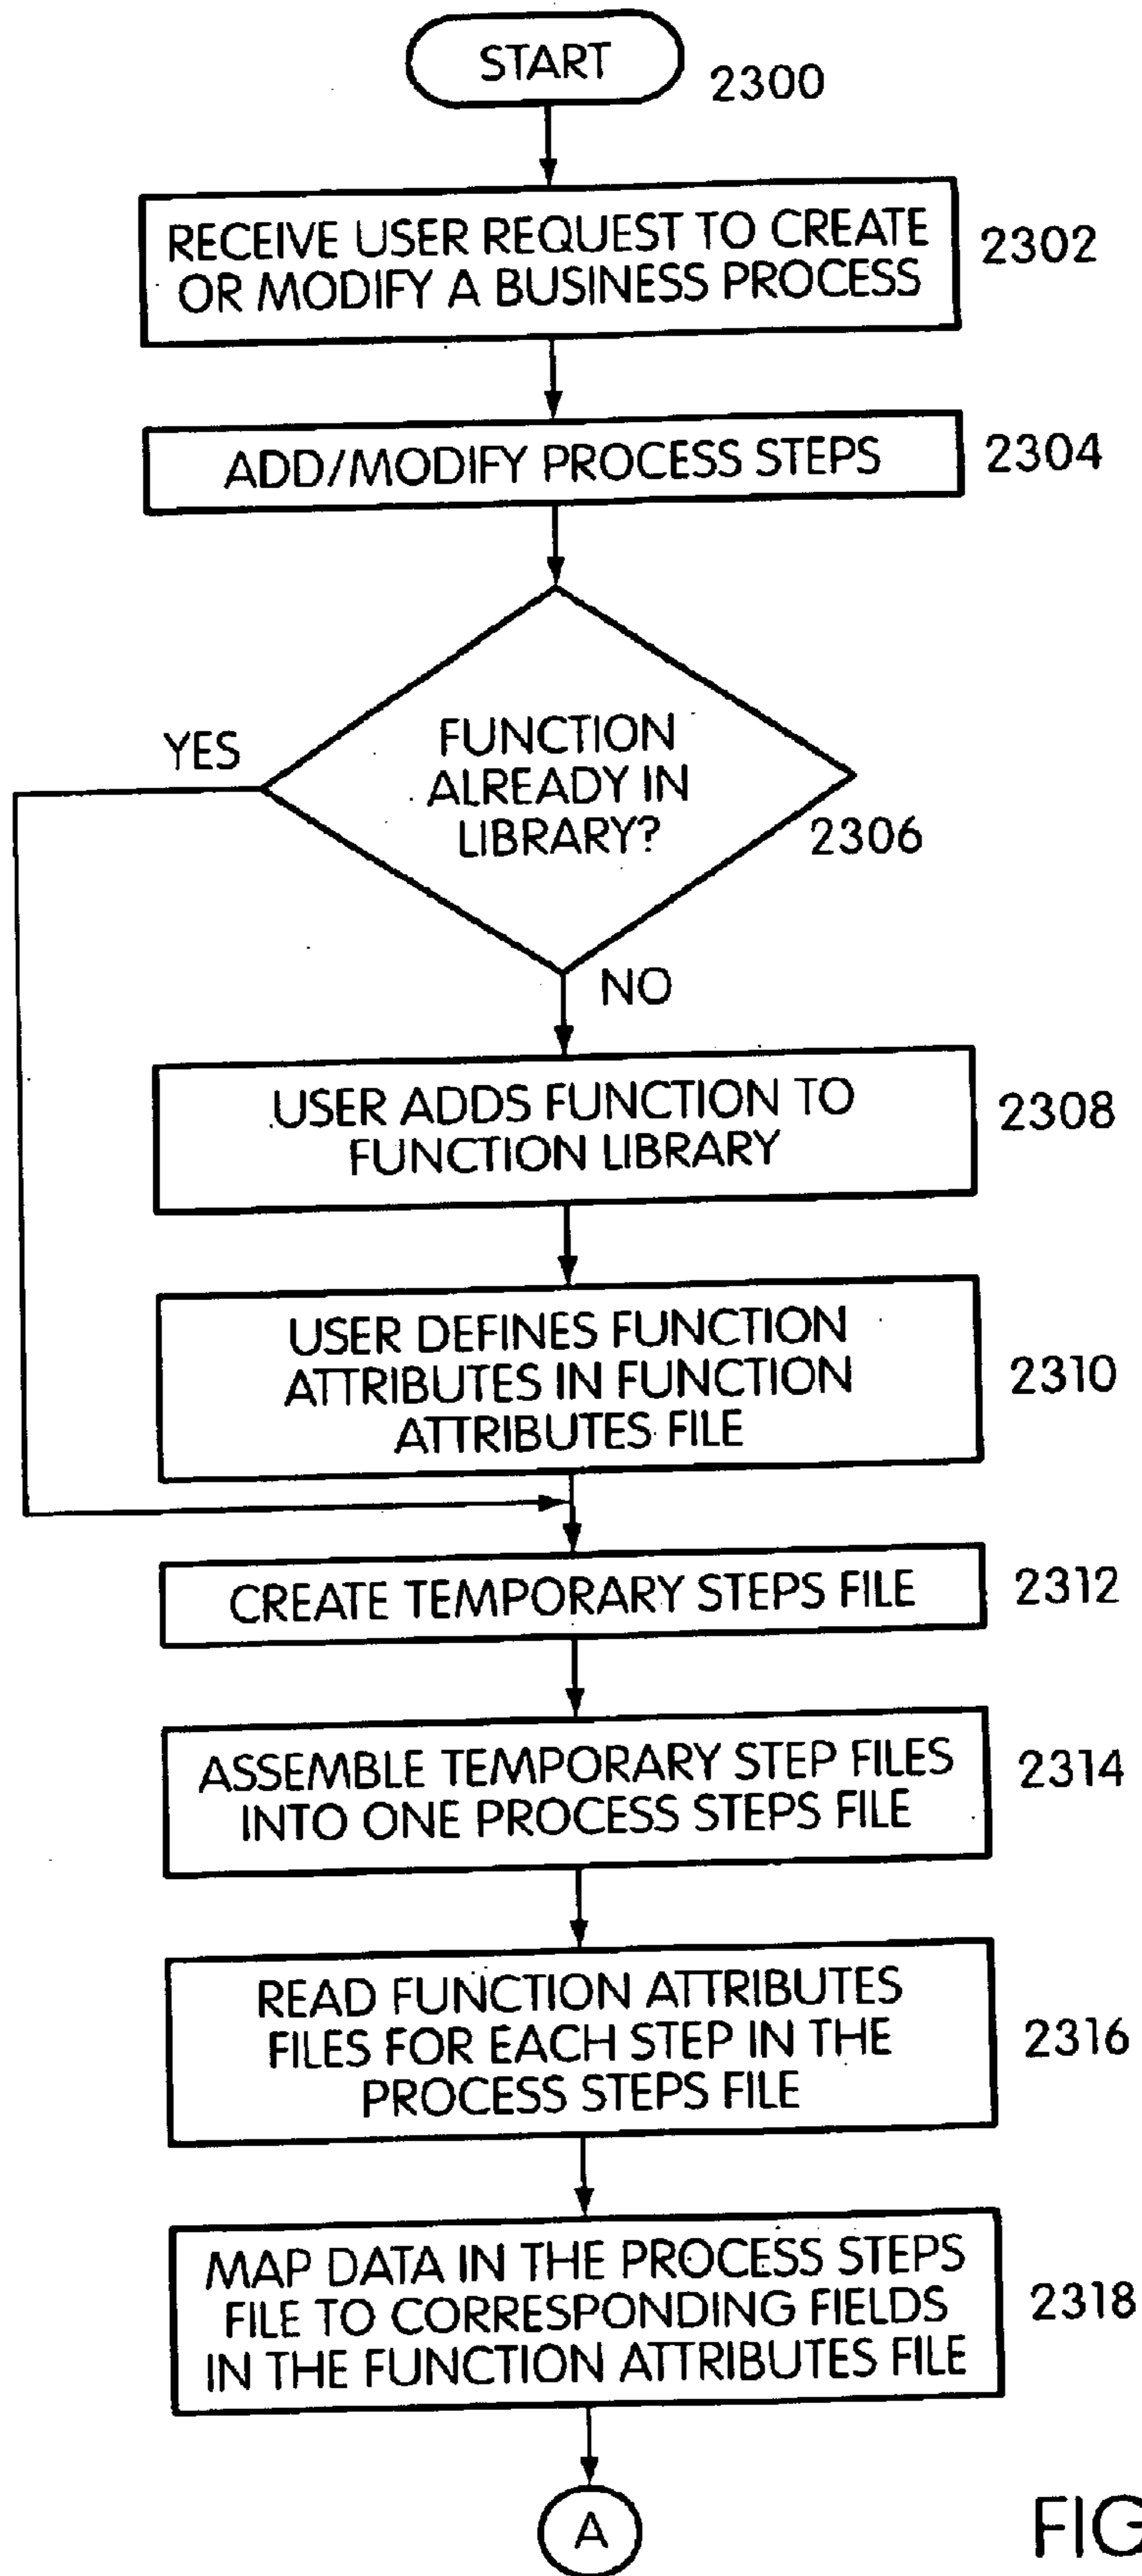 START
2300
RECEIVE USER REQUEST TO CREATE
OR MODIFY A BUSINESS PROCESS
2302
ADD/MODIFY PROCESS STEPS
2304
YES
FUNCTION
ALREADY IN
LIBRARY?
2306
NO
USER ADDS FUNCTION TO
FUNCTION LIBRARY
2308
USER DEFINES FUNCTION
ATTRIBUTES IN FUNCTION
ATTRIBUTES FILE
2310
CREATE TEMPORARY STEPS FILE
2312
ASSEMBLE TEMPORARY STEP FILES
INTO ONE PROCESS STEPS FILE
2314
READ FUNCTION ATTRIBUTES
FILES FOR EACH STEP IN THE
PROCESS STEPS FILE
2316
MAP DATA IN THE PROCESS STEPS
FILE TO CORRESPONDING FIELDS
IN THE FUNCTION ATTRIBUTES FILE
2318
A